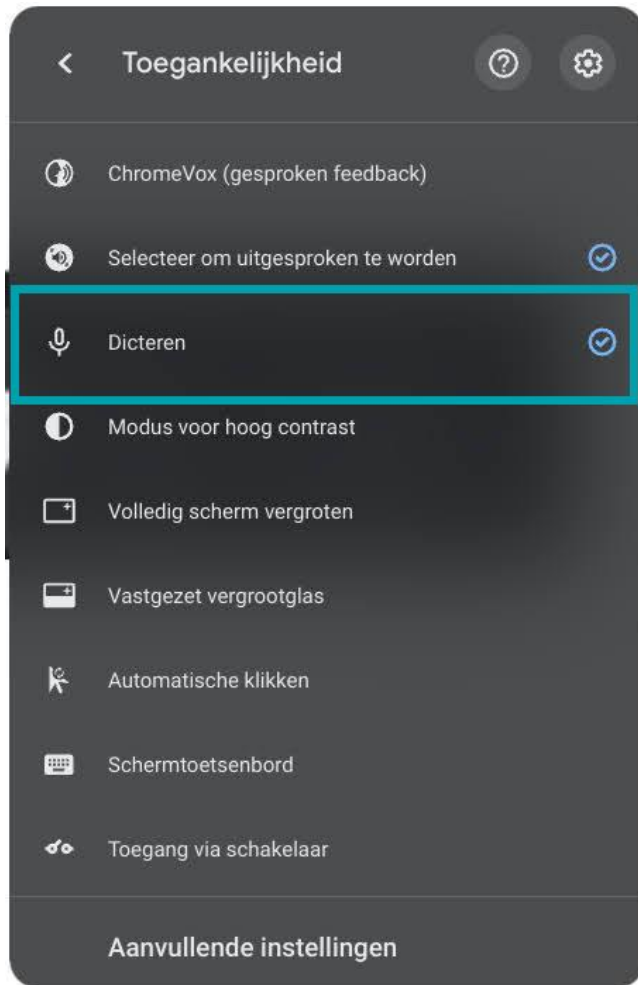 Toegankelijkheid
ChromeVox (gesproken feedback)
Selecteer om uitgesproken te worden
Dicteren
Modus voor hoog contrast
Volledig scherm vergroten
Vastgezet vergrootglas
Automatische klikken
Schermtoetsenbord
Toegang via schakelaar
Aanvullende instellingen